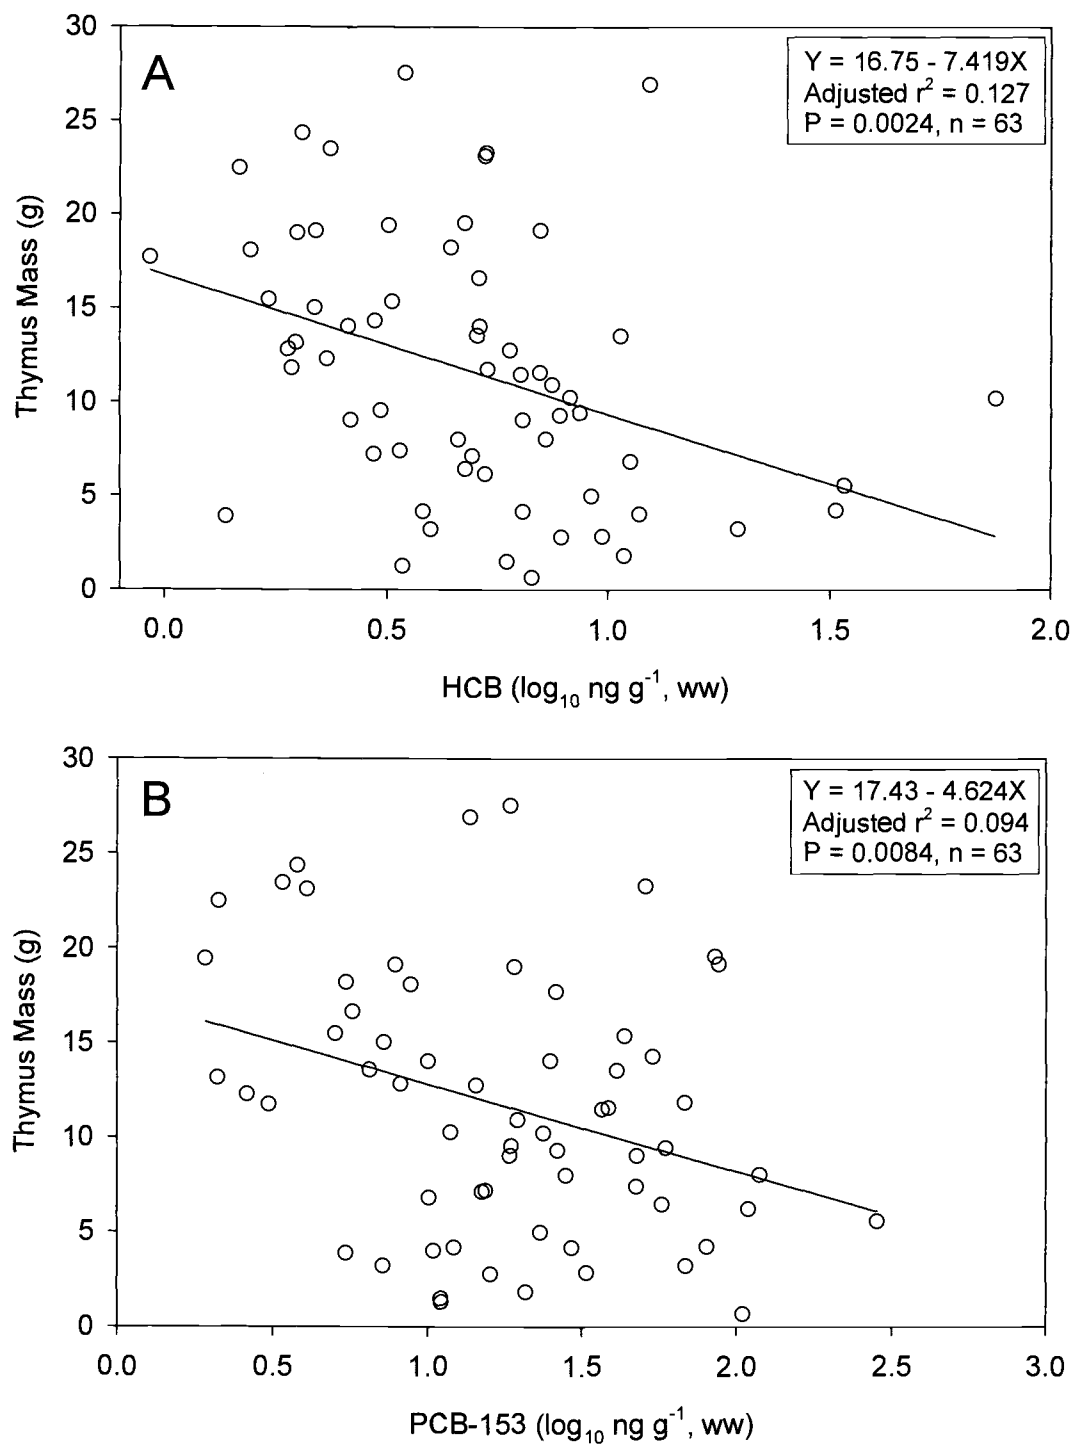 30
A
Y = 16.75 - 7.419X
Adjusted r² = 0.127
P = 0.0024, n = 63
25
20
15
10
5
0
Thymus Mass (g)
0.0 0.5 1.0 1.5 2.0
HCB (log₁₀ ng g⁻¹, ww)
30
B
Y = 17.43 - 4.624X
Adjusted r² = 0.094
P = 0.0084, n = 63
25
20
15
10
5
0
Thymus Mass (g)
0.0 0.5 1.0 1.5 2.0 2.5 3.0
PCB-153 (log₁₀ ng g⁻¹, ww)